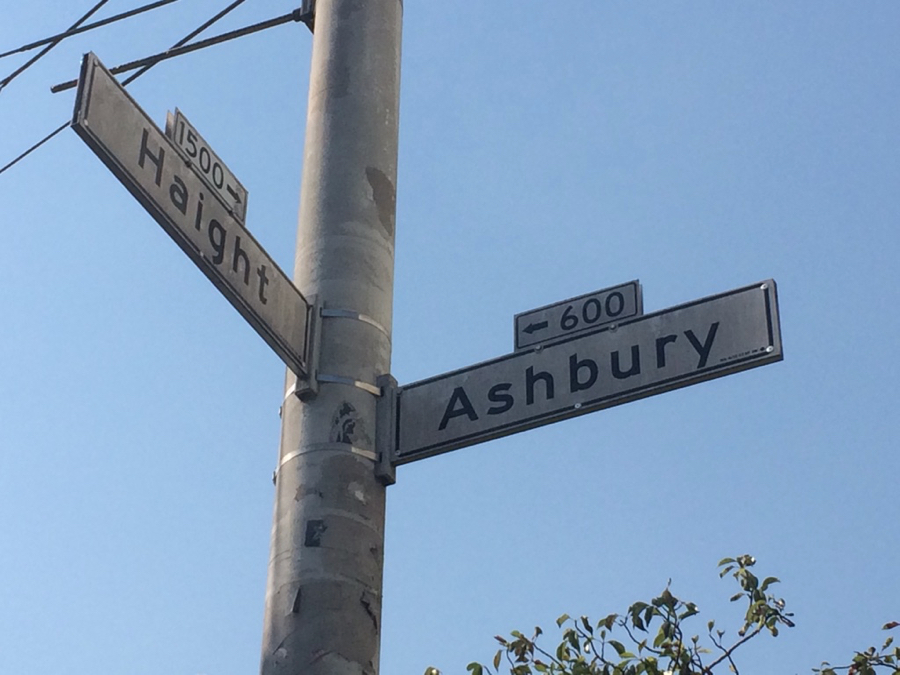 1500 →
Haight
← 600
Ashbury